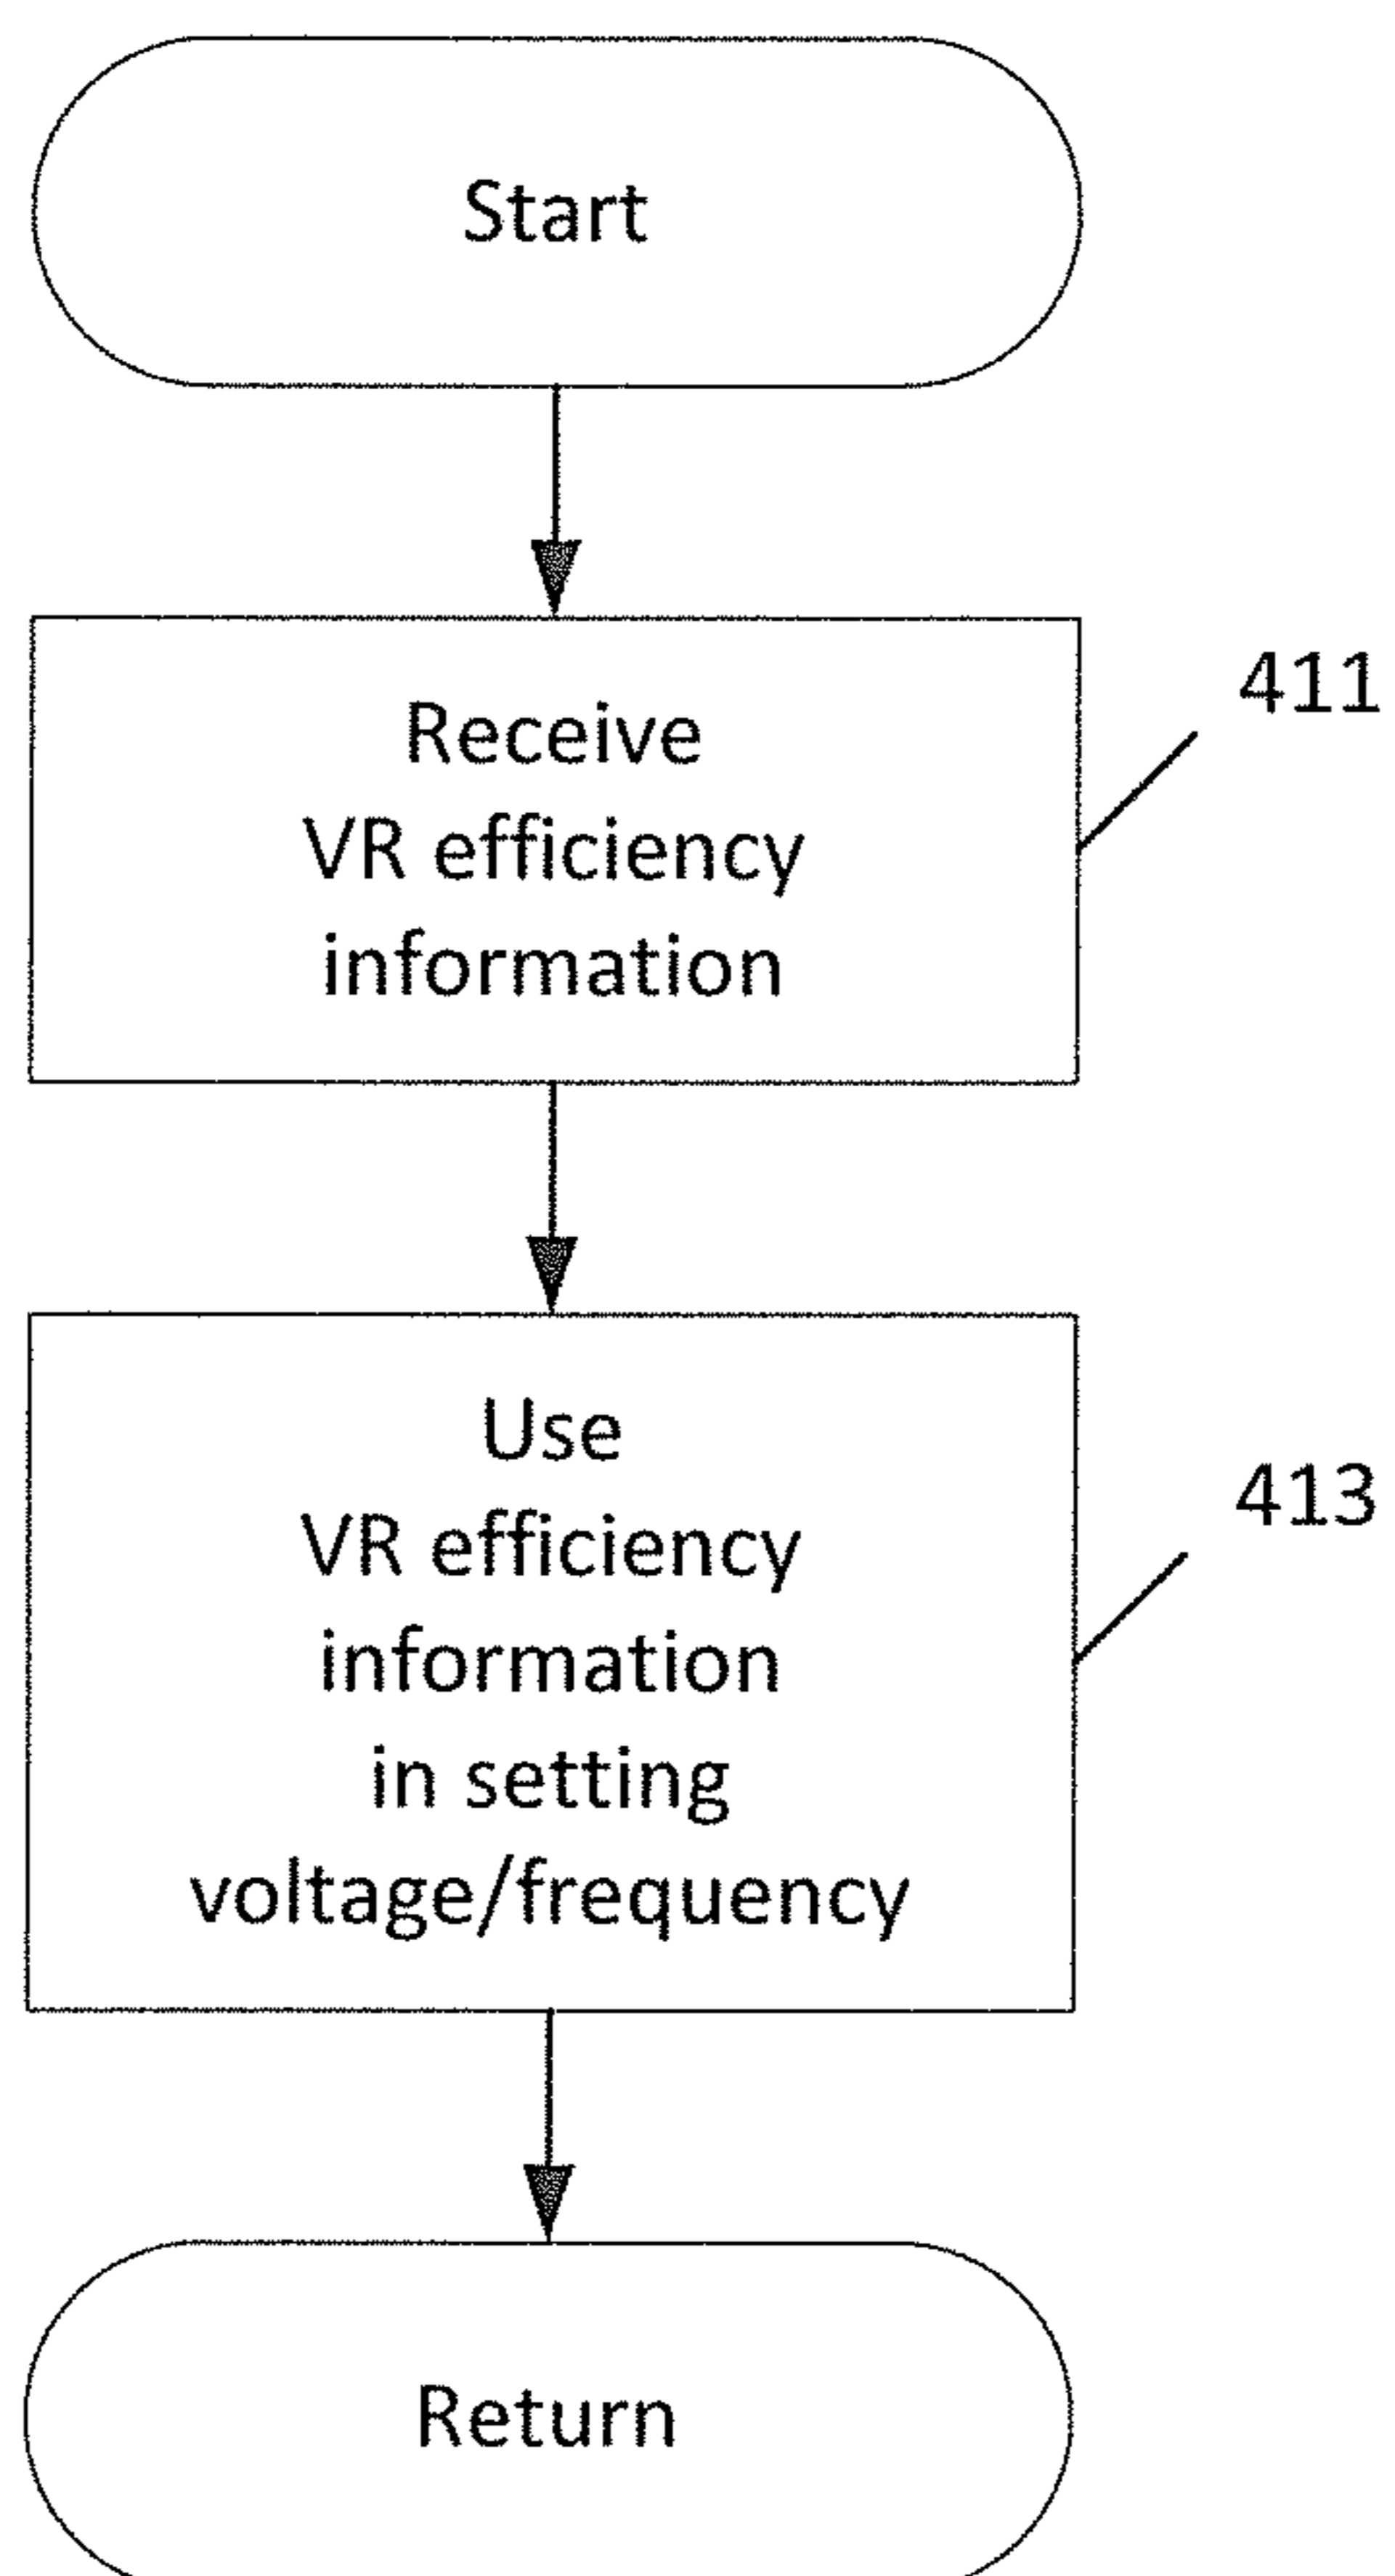 Start
Receive
VR efficiency
information
411
Use
VR efficiency
information
in setting
voltage/frequency
413
Return